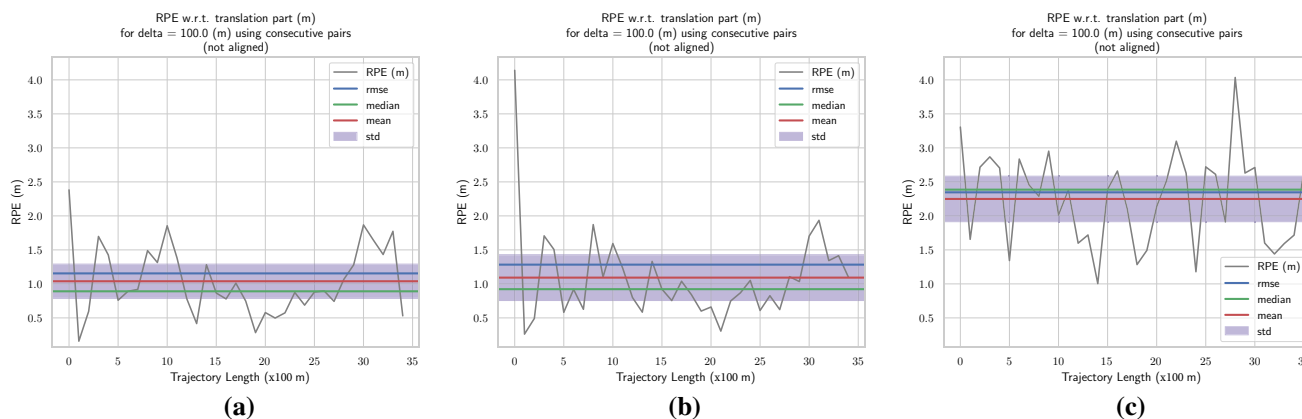 RPE w.r.t. translation part (m)
for delta = 100.0 (m) using consecutive pairs
(not aligned)
4.0
3.5
3.0
2.5
2.0
1.5
1.0
0.5
RPE (m)
RPE (m)
rmse
median
mean
std
0 5 10 15 20 25 30 35
Trajectory Length (x100 m)
(a)
RPE w.r.t. translation part (m)
for delta = 100.0 (m) using consecutive pairs
(not aligned)
4.0
3.5
3.0
2.5
2.0
1.5
1.0
0.5
RPE (m)
RPE (m)
rmse
median
mean
std
0 5 10 15 20 25 30 35
Trajectory Length (x100 m)
(b)
RPE w.r.t. translation part (m)
for delta = 100.0 (m) using consecutive pairs
(not aligned)
4.0
3.5
3.0
2.5
2.0
1.5
1.0
0.5
RPE (m)
RPE (m)
rmse
median
mean
std
0 5 10 15 20 25 30 35
Trajectory Length (x100 m)
(c)